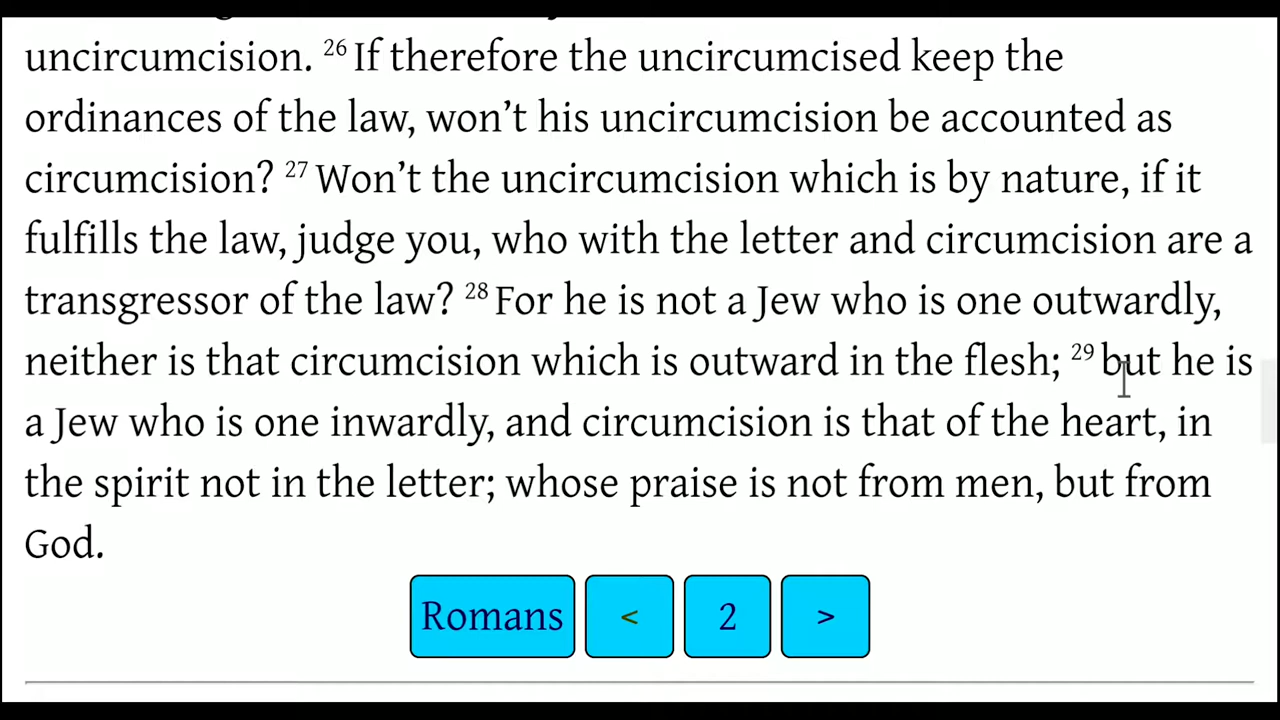 uncircumcision. 26 If therefore the uncircumcised keep the
ordinances of the law, won’t his uncircumcision be accounted as
circumcision? 27 Won’t the uncircumcision which is by nature, if it
fulfills the law, judge you, who with the letter and circumcision are a
transgressor of the law? 28 For he is not a Jew who is one outwardly,
neither is that circumcision which is outward in the flesh; 29 but he is
a Jew who is one inwardly, and circumcision is that of the heart, in
the spirit not in the letter; whose praise is not from men, but from
God.
Romans < 2 >